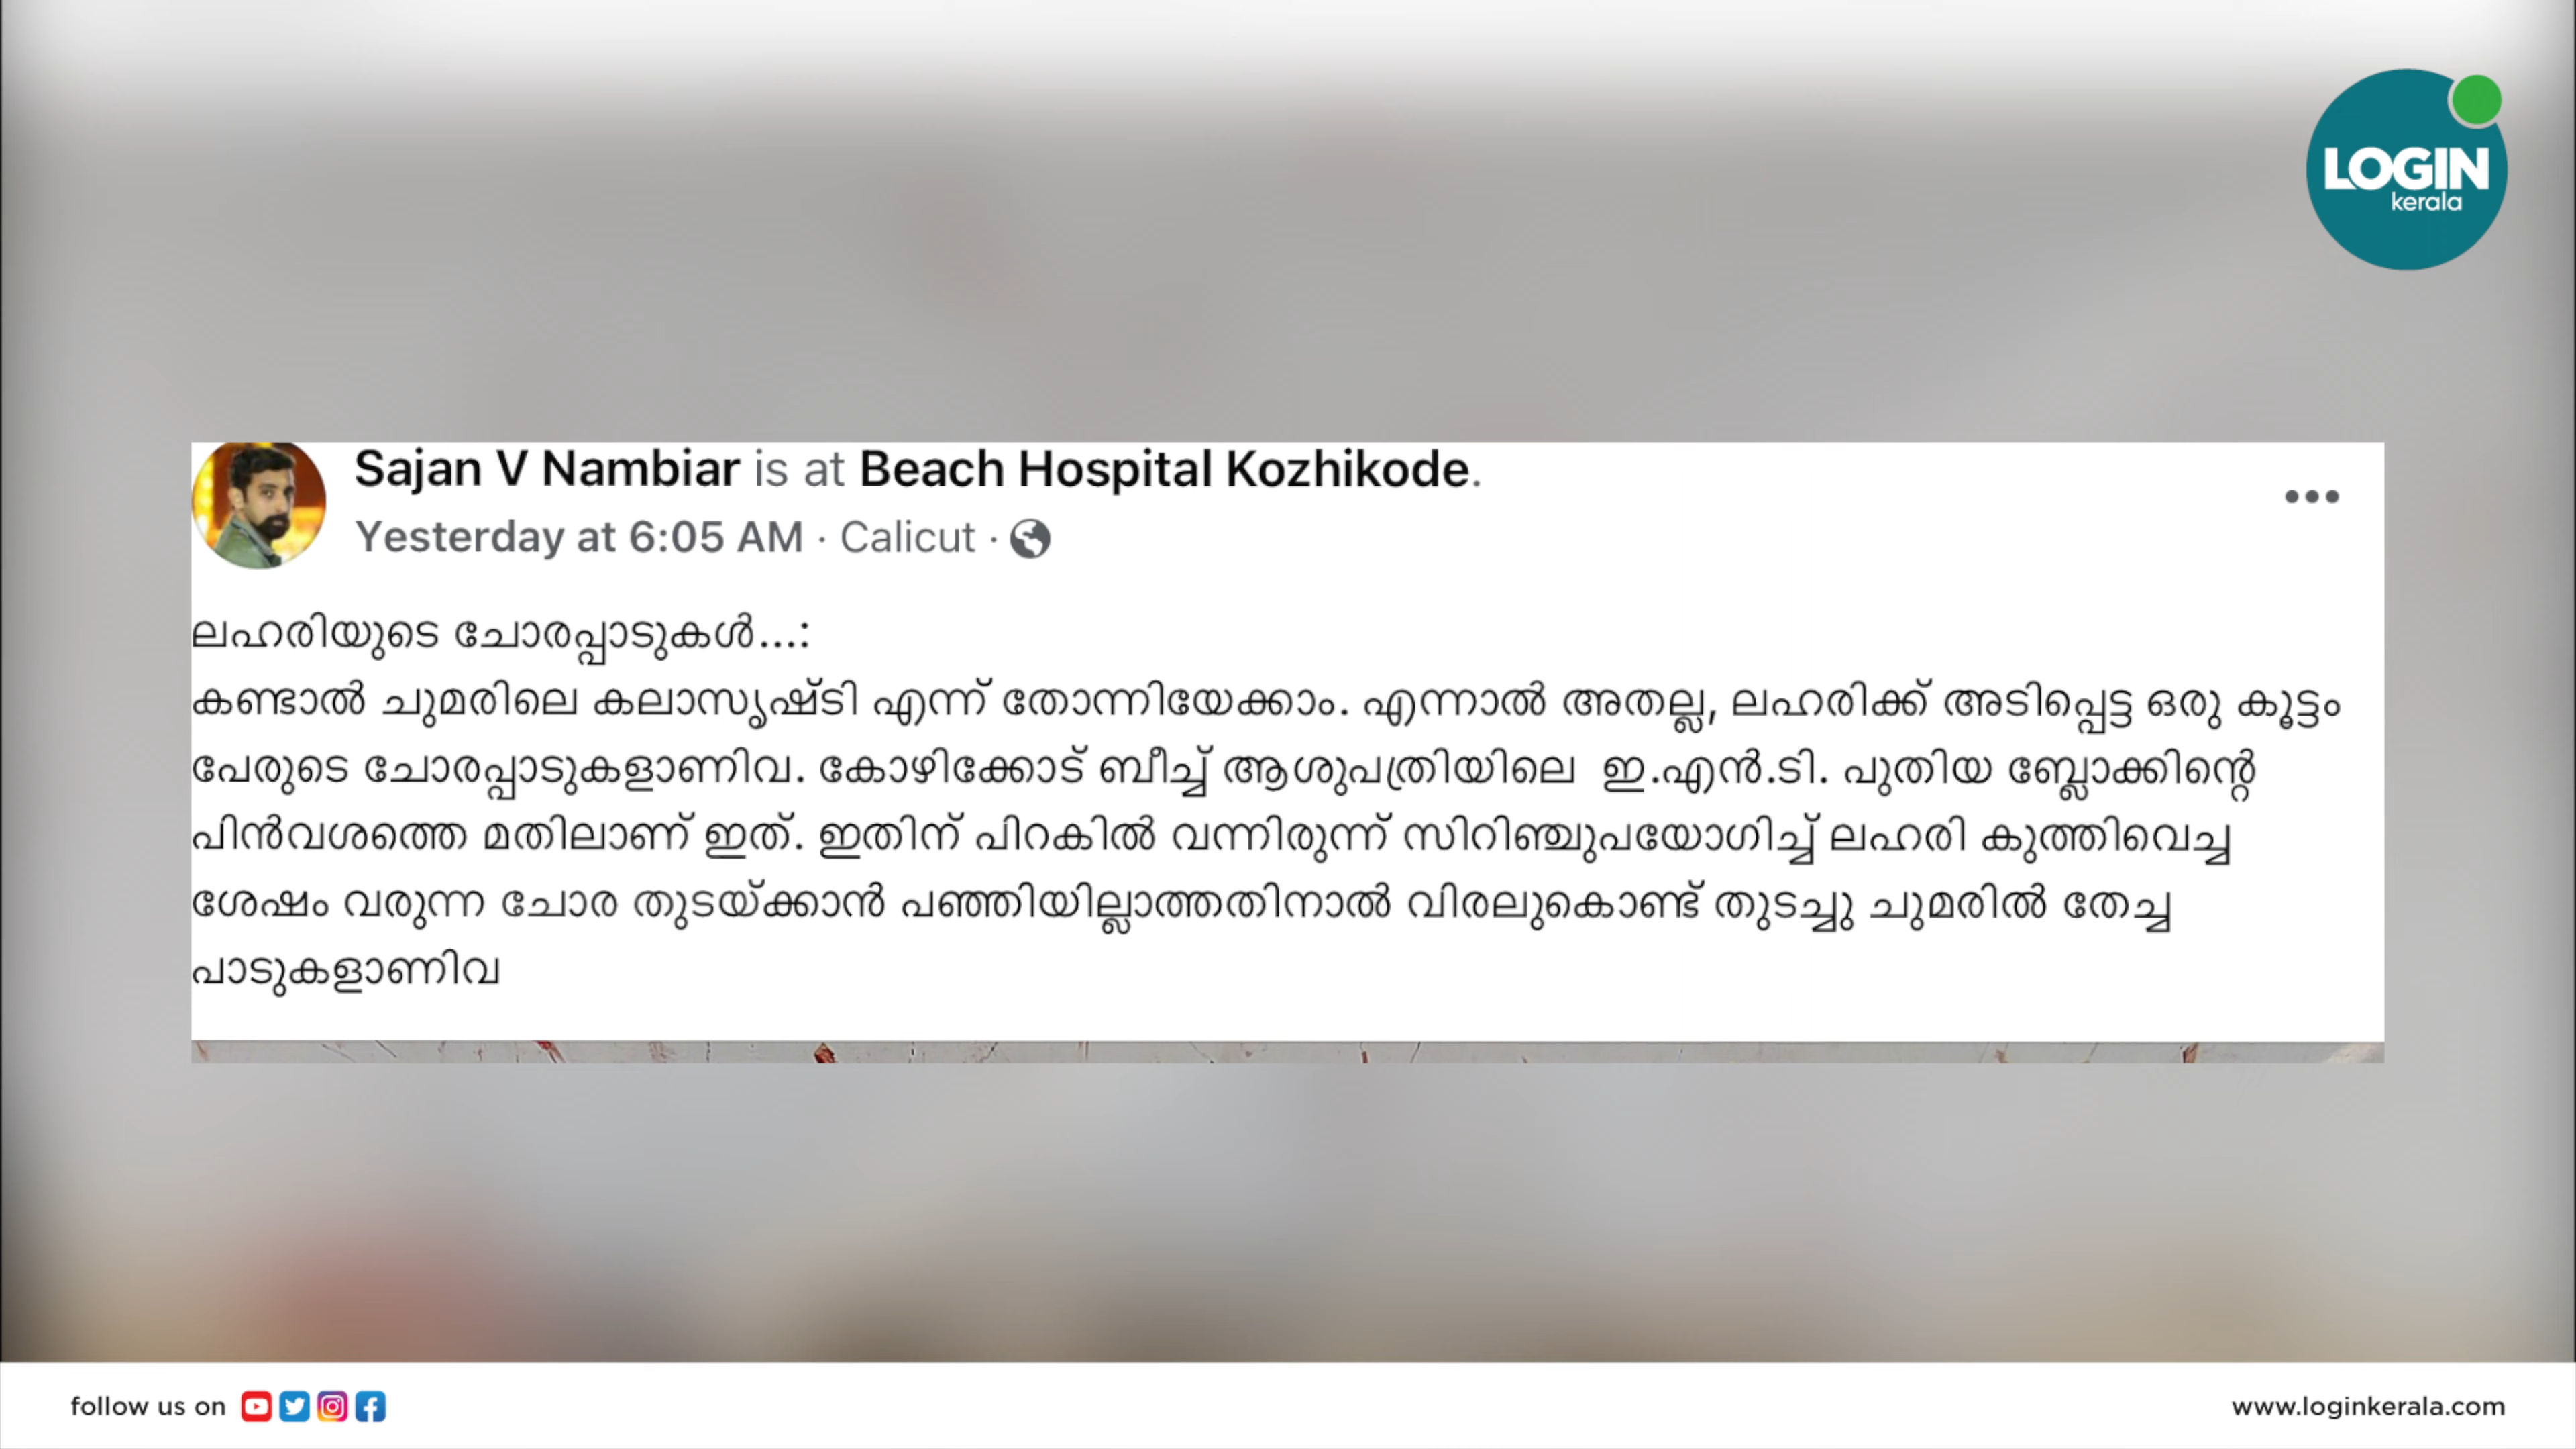 LOGIN
kerala
Sajan V Nambiar is at Beach Hospital Kozhikode.
Yesterday at 6:05 AM · Calicut ·
ലഹരിയുടെ ചോരപ്പാടുകൾ...:
കണ്ടാൽ ചുമരിലെ കലാസൃഷ്ടി എന്ന് തോന്നിയേക്കാം. എന്നാൽ അതല്ല, ലഹരിക്ക് അടിപ്പെട്ട ഒരു കൂട്ടം
പേരുടെ ചോരപ്പാടുകളാണിവ. കോഴിക്കോട് ബീച്ച് ആശുപത്രിയിലെ ഇ.എൻ.ടി. പുതിയ ബ്ലോക്കിന്റെ
പിൻവശത്തെ മതിലാണ് ഇത്. ഇതിന് പിറകിൽ വന്നിരുന്ന് സിറിഞ്ചുപയോഗിച്ച് ലഹരി കുത്തിവെച്ച
ശേഷം വരുന്ന ചോര തുടയ്ക്കാൻ പഞ്ഞിയില്ലാത്തതിനാൽ വിരലുകൊണ്ട് തുടച്ചു ചുമരിൽ തേച്ച
പാടുകളാണിവ
follow us on
www.loginkerala.com